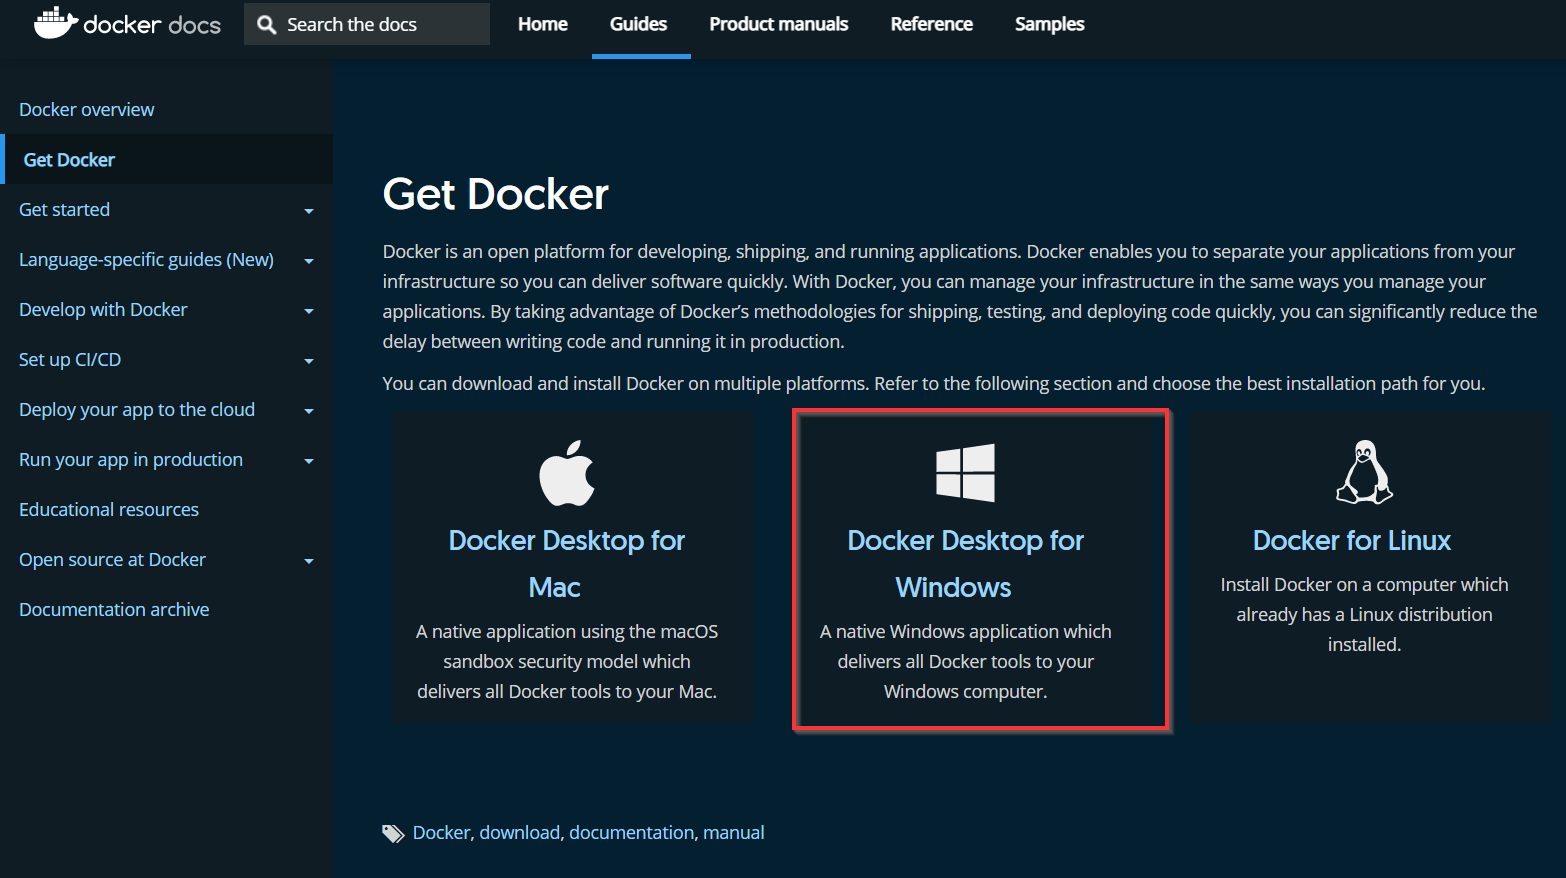 docker docs
Search the docs
Home
Guides
Product manuals
Reference
Samples
Docker overview
Get Docker
Get started
Language-specific guides (New)
Develop with Docker
Set up CI/CD
Deploy your app to the cloud
Run your app in production
Educational resources
Open source at Docker
Documentation archive
Get Docker
Docker is an open platform for developing, shipping, and running applications. Docker enables you to separate your applications from your
infrastructure so you can deliver software quickly. With Docker, you can manage your infrastructure in the same ways you manage your
applications. By taking advantage of Docker’s methodologies for shipping, testing, and deploying code quickly, you can significantly reduce the
delay between writing code and running it in production.
You can download and install Docker on multiple platforms. Refer to the following section and choose the best installation path for you.
Docker Desktop for
Mac
A native application using the macOS
sandbox security model which
delivers all Docker tools to your Mac.
Docker Desktop for
Windows
A native Windows application which
delivers all Docker tools to your
Windows computer.
Docker for Linux
Install Docker on a computer which
already has a Linux distribution
installed.
Docker, download, documentation, manual